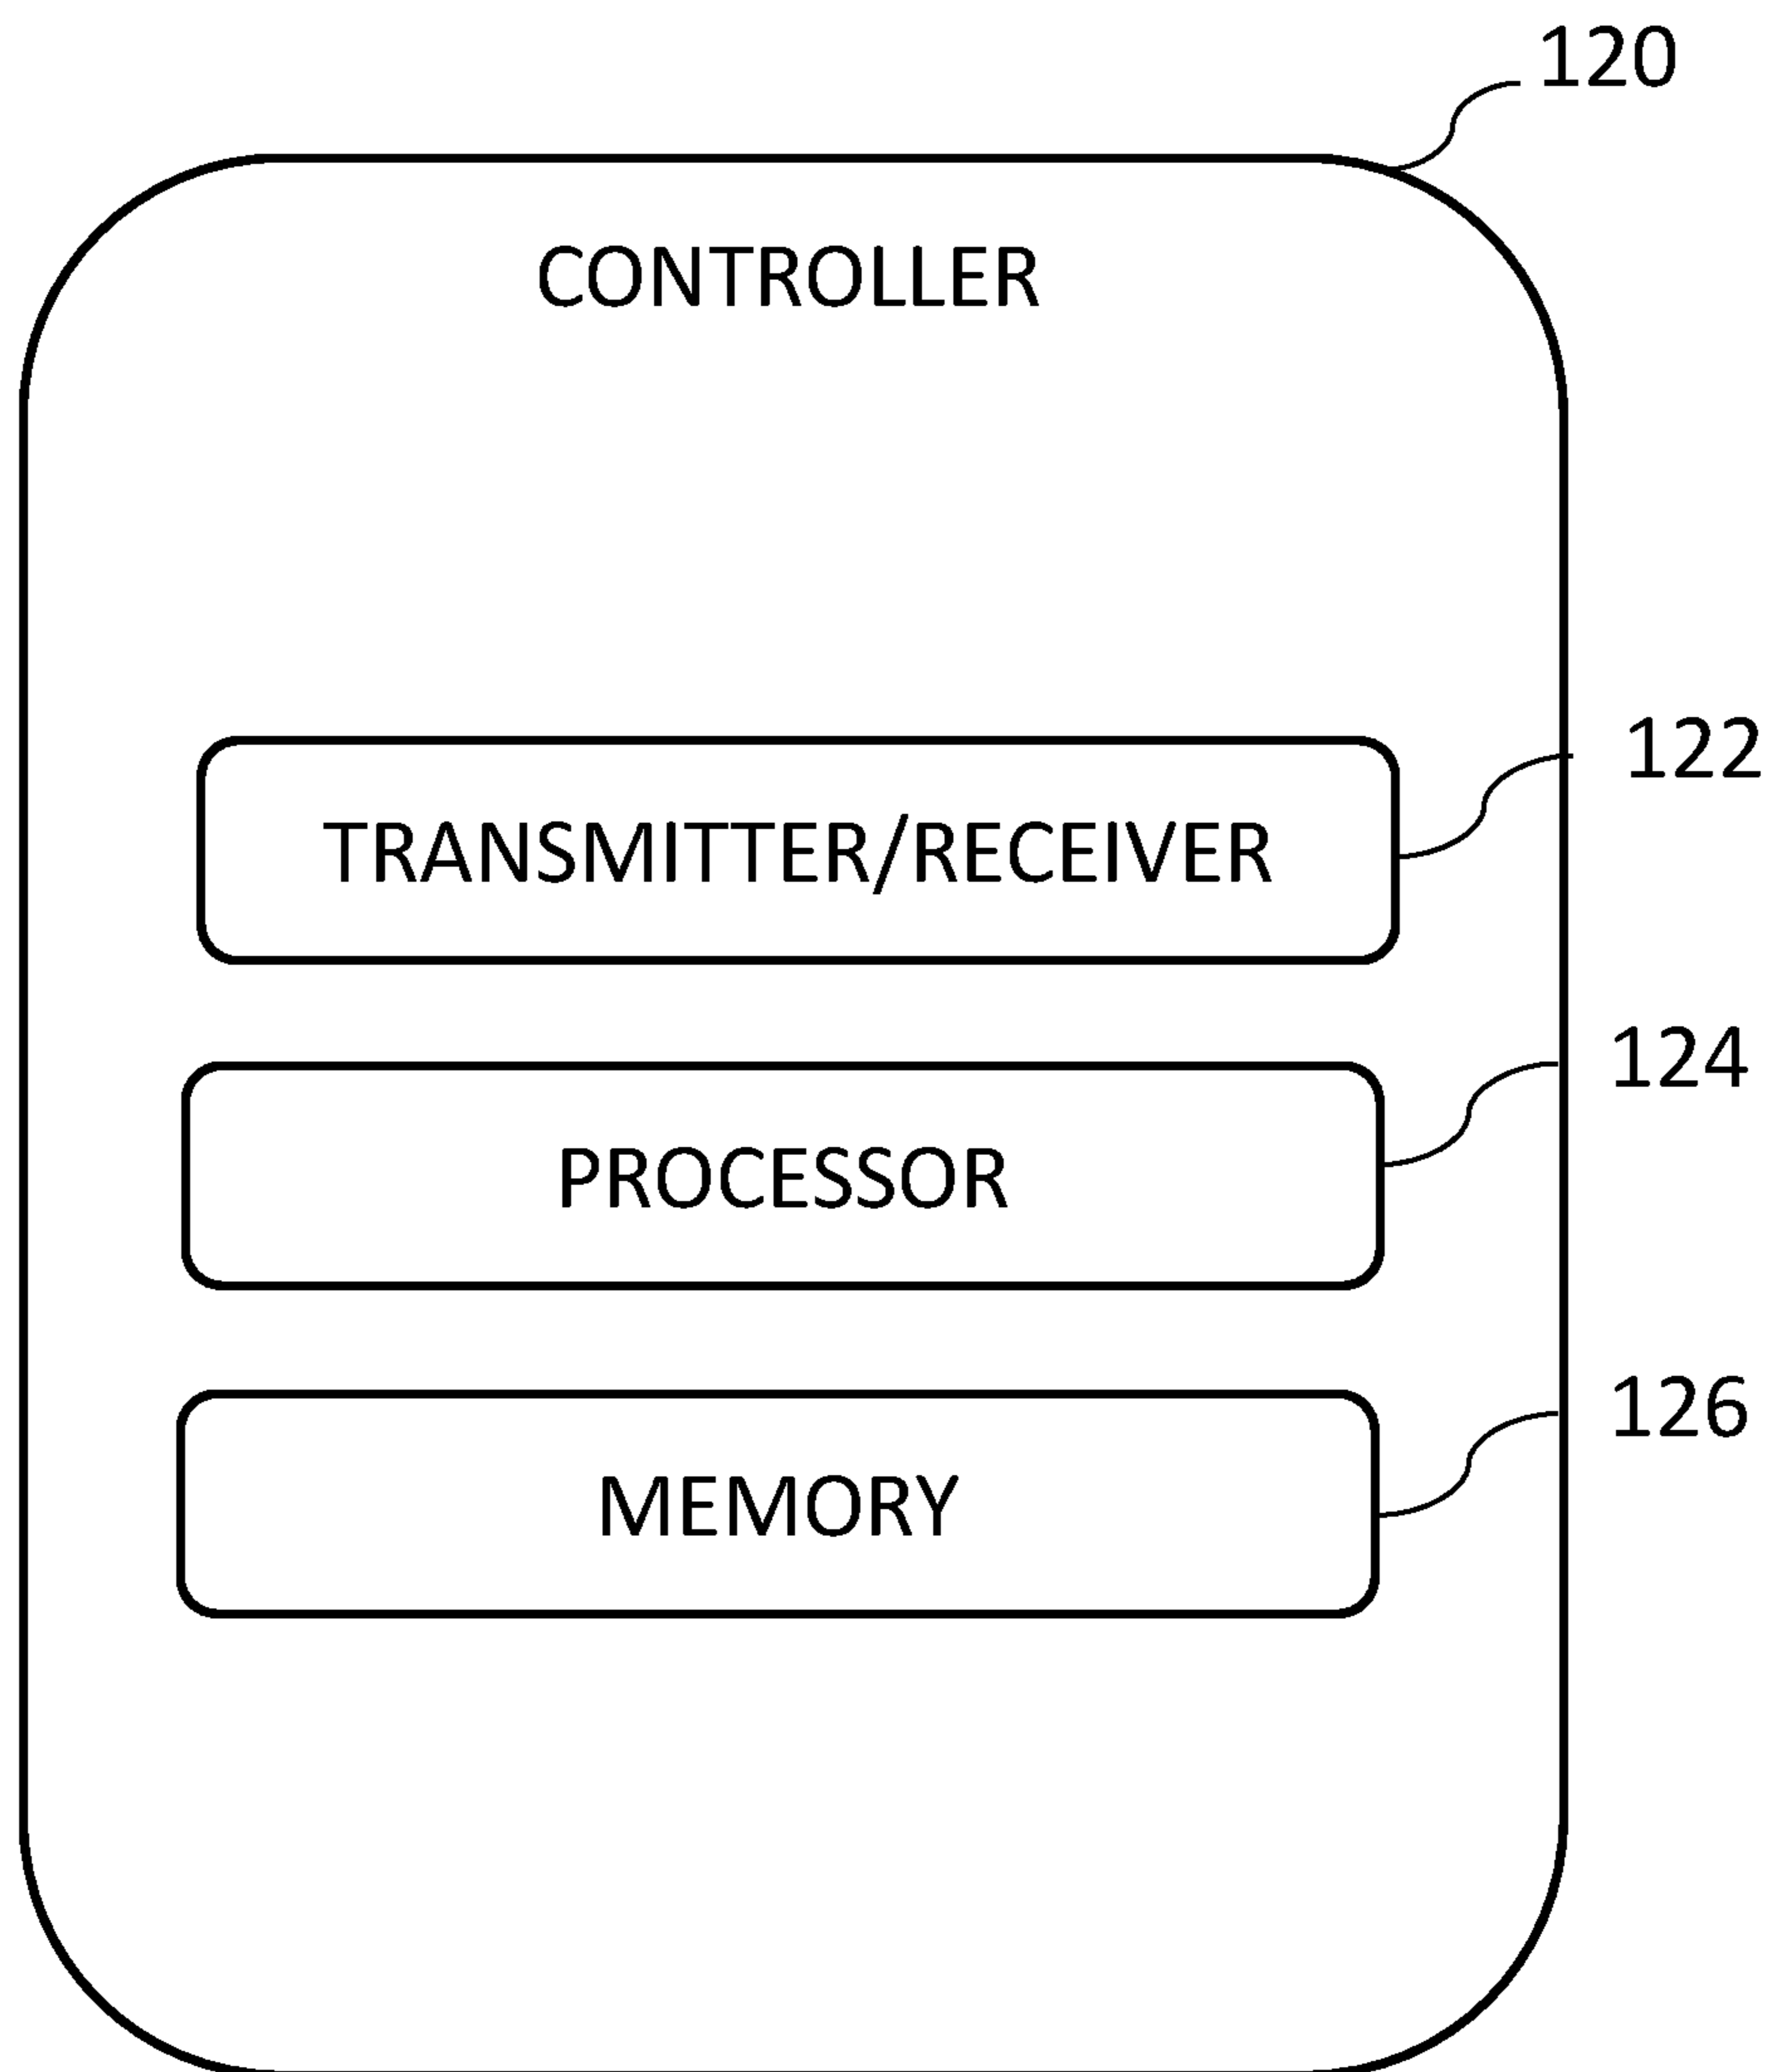 120
CONTROLLER
122
TRANSMITTER/RECEIVER
124
PROCESSOR
126
MEMORY